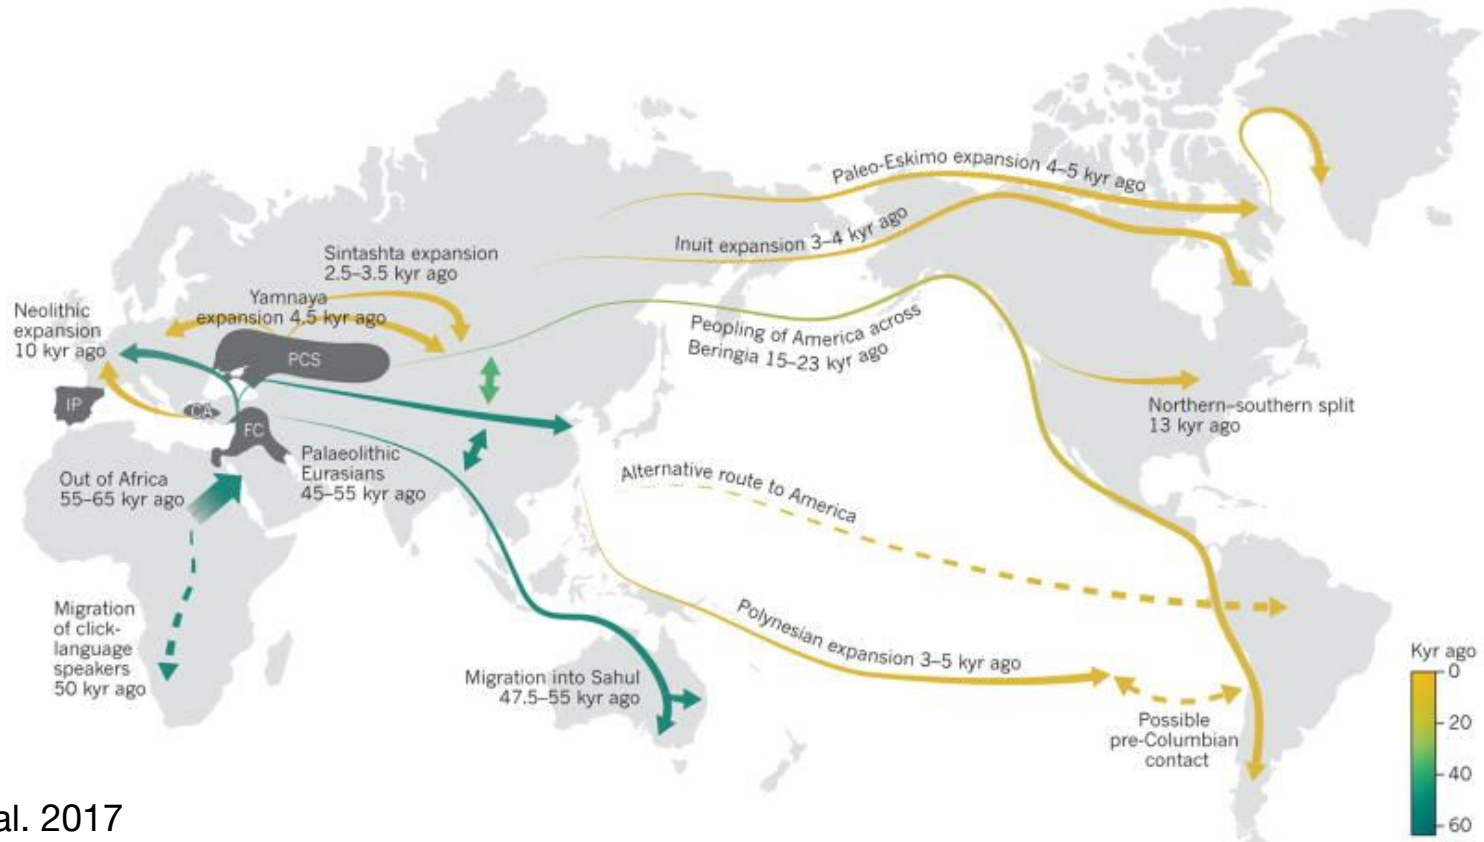 Paleo-Eskimo expansion 4–5 kyr ago
Inuit expansion 3–4 kyr ago
Sintashta expansion
2.5–3.5 kyr ago
Yamnaya
expansion 4.5 kyr ago
Neolithic
expansion
10 kyr ago
PCS
IP
CA
FC
Peopling of America across
Beringia 15–23 kyr ago
Northern–southern split
13 kyr ago
Palaeolithic
Eurasians
45–55 kyr ago
Out of Africa
55–65 kyr ago
Alternative route to America
Migration
of click-
language
speakers
50 kyr ago
Polynesian expansion 3–5 kyr ago
Migration into Sahul
47.5–55 kyr ago
Possible
pre-Columbian
contact
Kyr ago
0
20
40
60
al. 2017